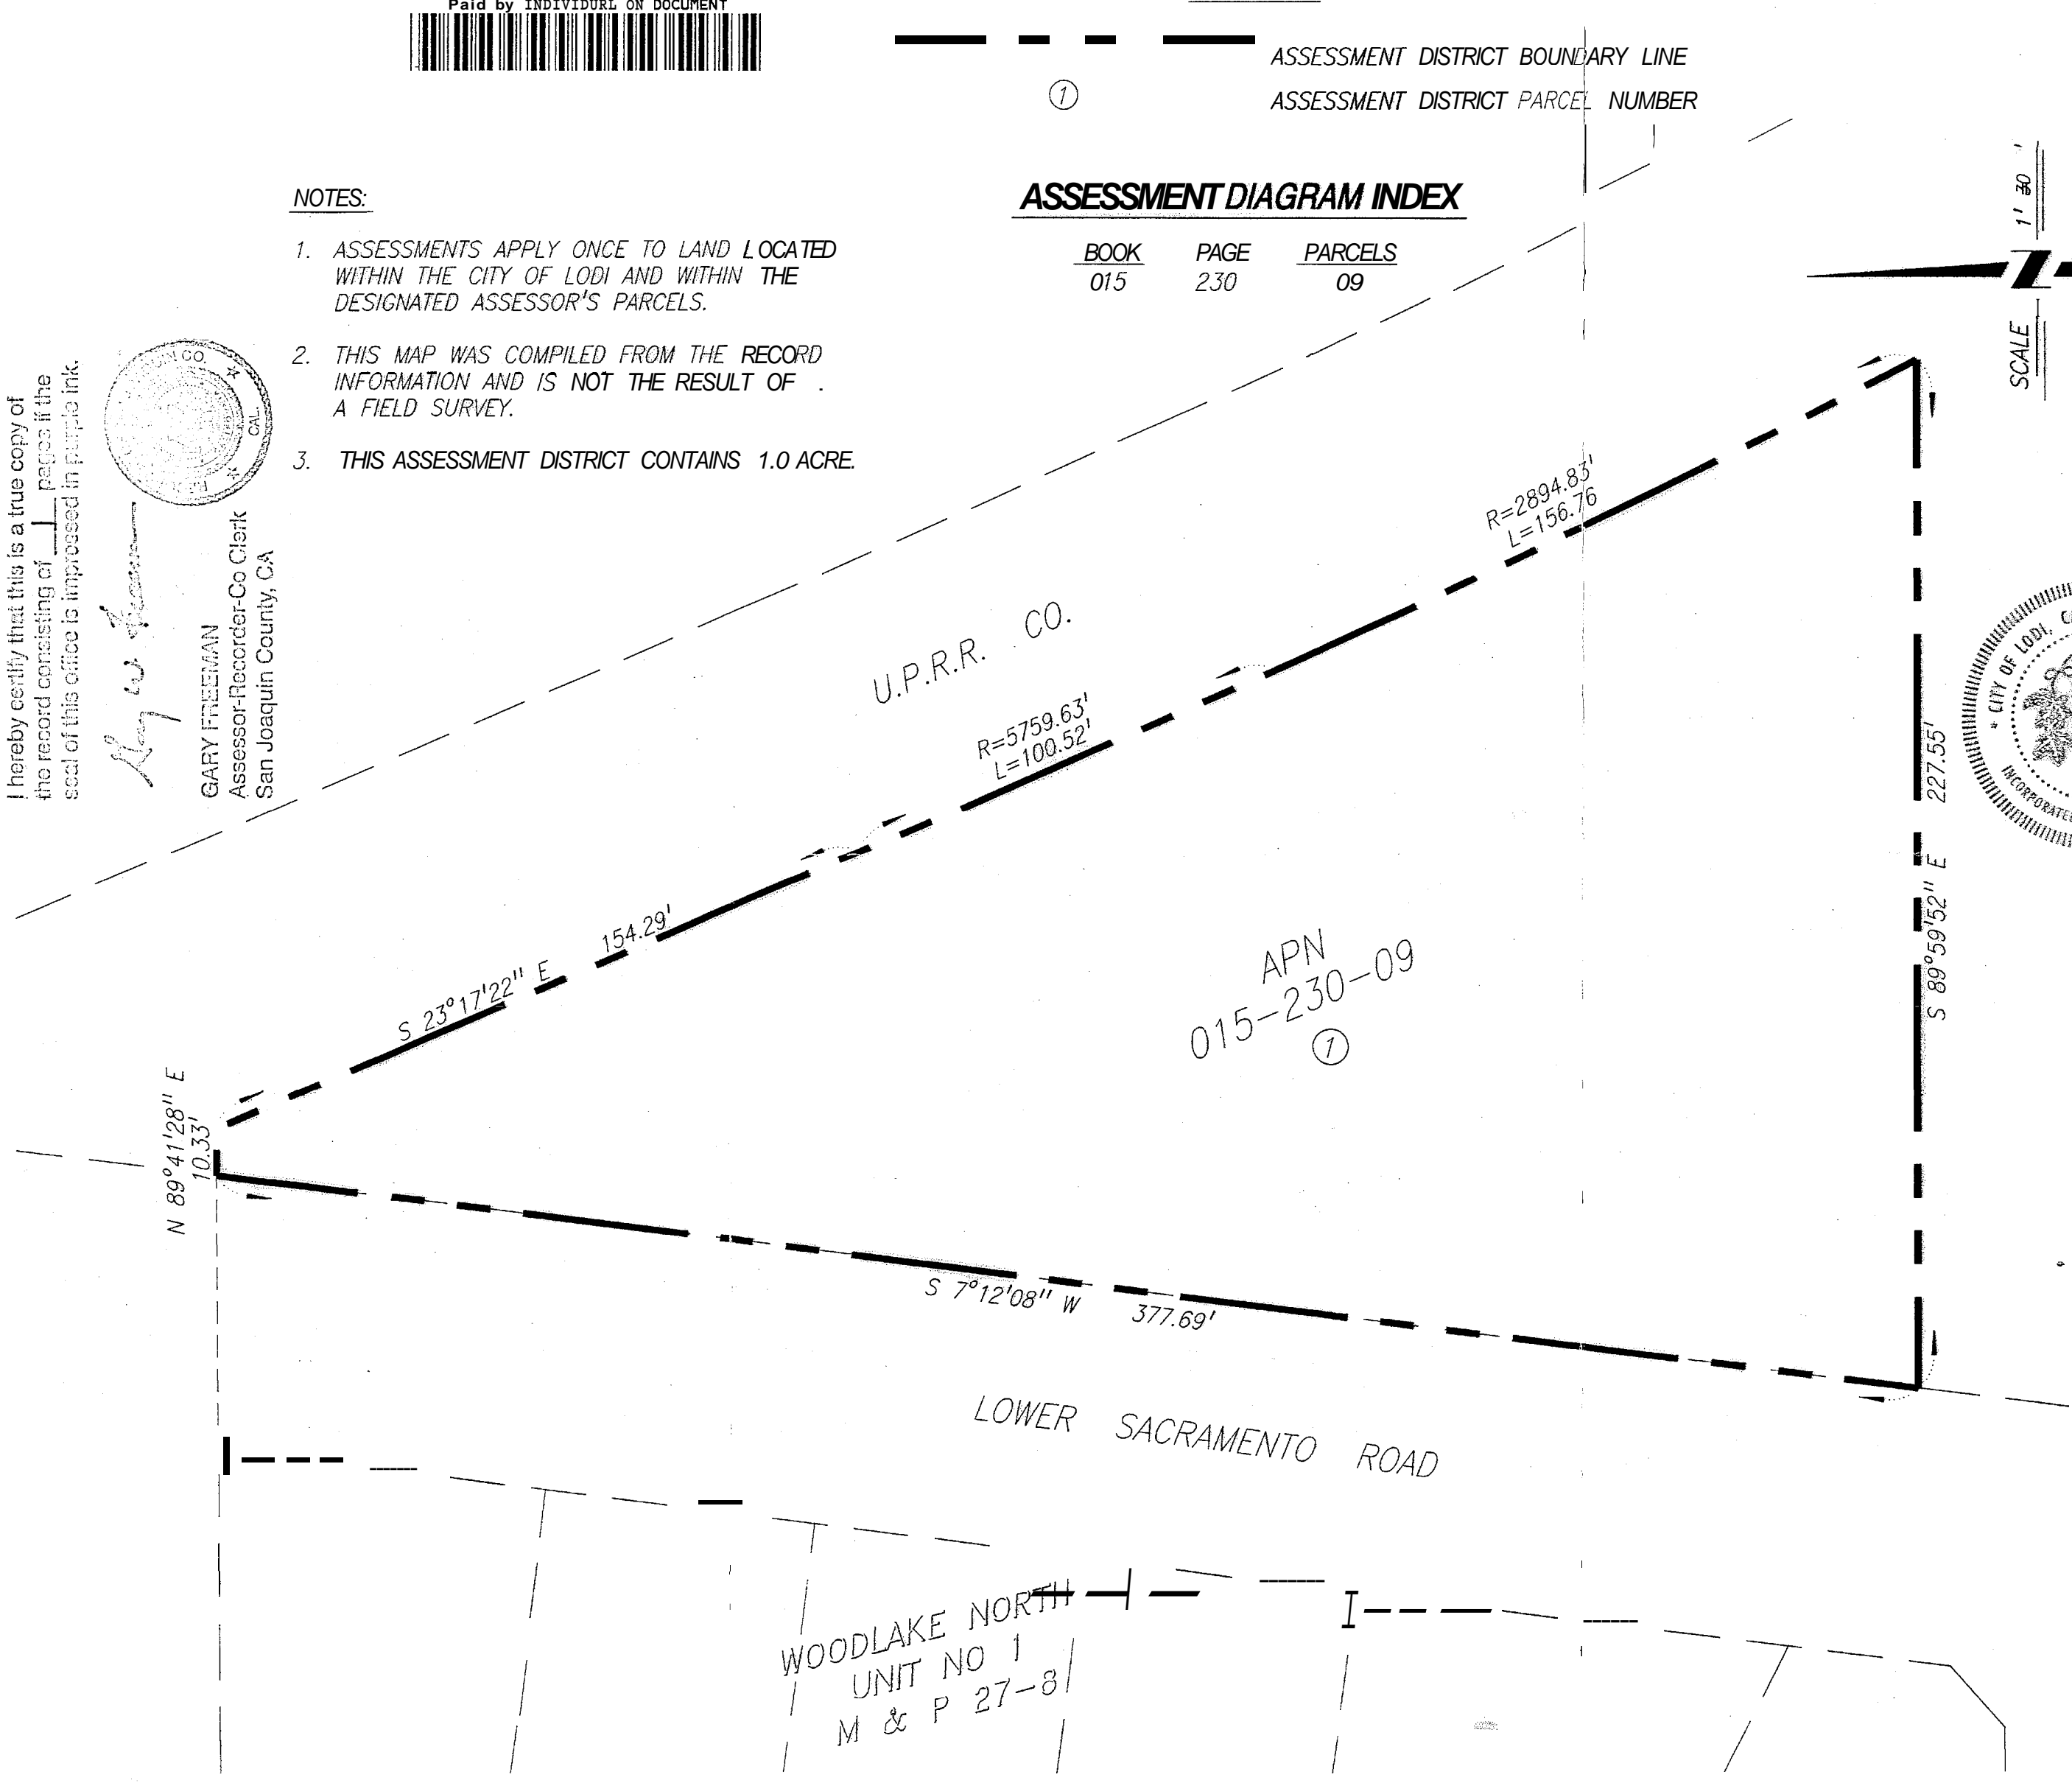 Paid by INDIVIDURL ON DOCUMENT
ASSESSMENT DISTRICT BOUNDARY LINE
1
ASSESSMENT DISTRICT PARCEL NUMBER
NOTES:
1. ASSESSMENTS APPLY ONCE TO LAND LOCATED
WITHIN THE CITY OF LODI AND WITHIN THE
DESIGNATED ASSESSOR'S PARCELS.
2. THIS MAP WAS COMPILED FROM THE RECORD
INFORMATION AND IS NOT THE RESULT OF .
A FIELD SURVEY.
3. THIS ASSESSMENT DISTRICT CONTAINS 1.0 ACRE.
ASSESSMENT DIAGRAM INDEX
BOOK PAGE PARCELS
015 230 09
SCALE 1' 30'
I hereby certify that this is a true copy of
the record consisting of 1 pages if the
seal of this office is impressed in purple ink.
CO.
CAL
GARY FREEMAN
Assessor-Recorder-Co Clerk
San Joaquin County, CA
U.P.R.R. CO.
R=2894.83'
L=156.76
R=5759.63'
L=100.52'
154.29'
S 23°17'22" E
N 89°41'28" E
10.33'
227.55'
S 89°59'52" E
CITY OF LODI, C
INCORPORATE
APN
015-230-09
1
S 7°12'08" W 377.69'
LOWER SACRAMENTO ROAD
WOODLAKE NORTH
UNIT NO 1
M & P 27-8